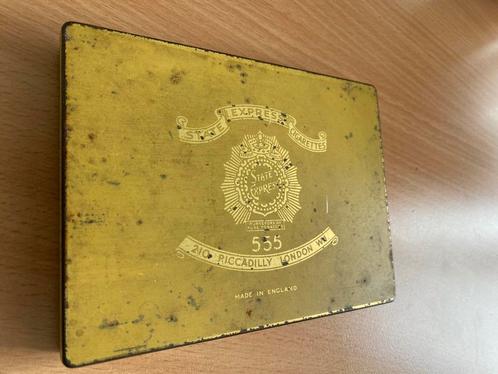 STATE EXPRESS CIGARETTES
STATE
EXPRESS
555
210 PICCADILLY LONDON W1
MADE IN ENGLAND